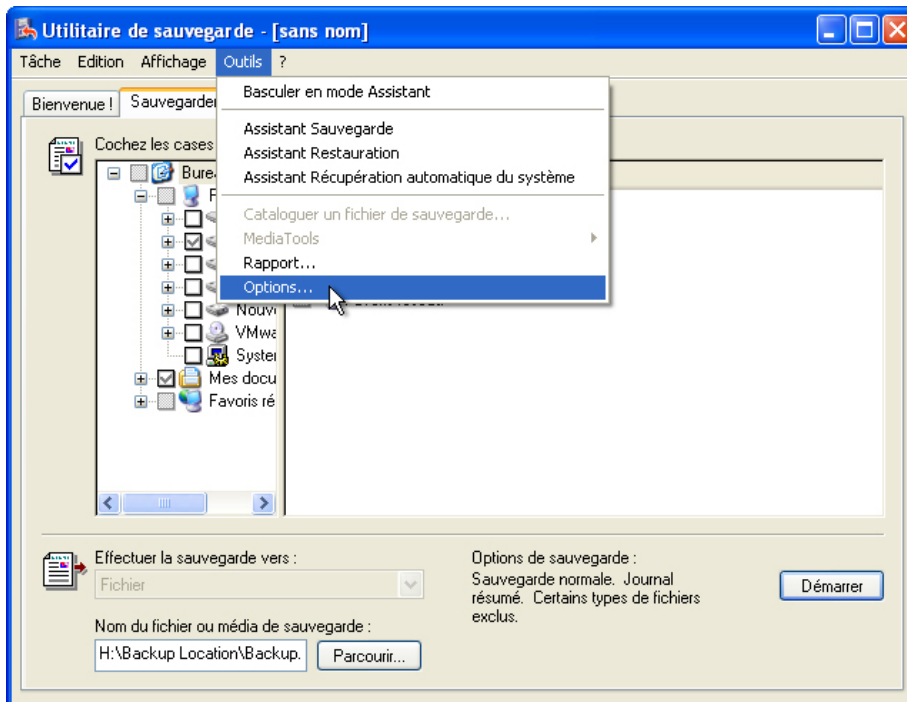 Utilitaire de sauvegarde - [sans nom]
Tâche Edition Affichage Outils ?
Bienvenue ! Sauvegarder
Basculer en mode Assistant
Assistant Sauvegarde
Assistant Restauration
Assistant Récupération automatique du système
Cataloguer un fichier de sauvegarde...
MediaTools
Rapport...
Options...
Cochez les cases
Bure
Nouv
VMwa
Syster
Mes docu
Favoris ré
Effectuer la sauvegarde vers :
Fichier
Nom du fichier ou média de sauvegarde :
H:\Backup Location\Backup.
Parcourir...
Options de sauvegarde :
Sauvegarde normale. Journal
résumé. Certains types de fichiers
exclus.
Démarrer